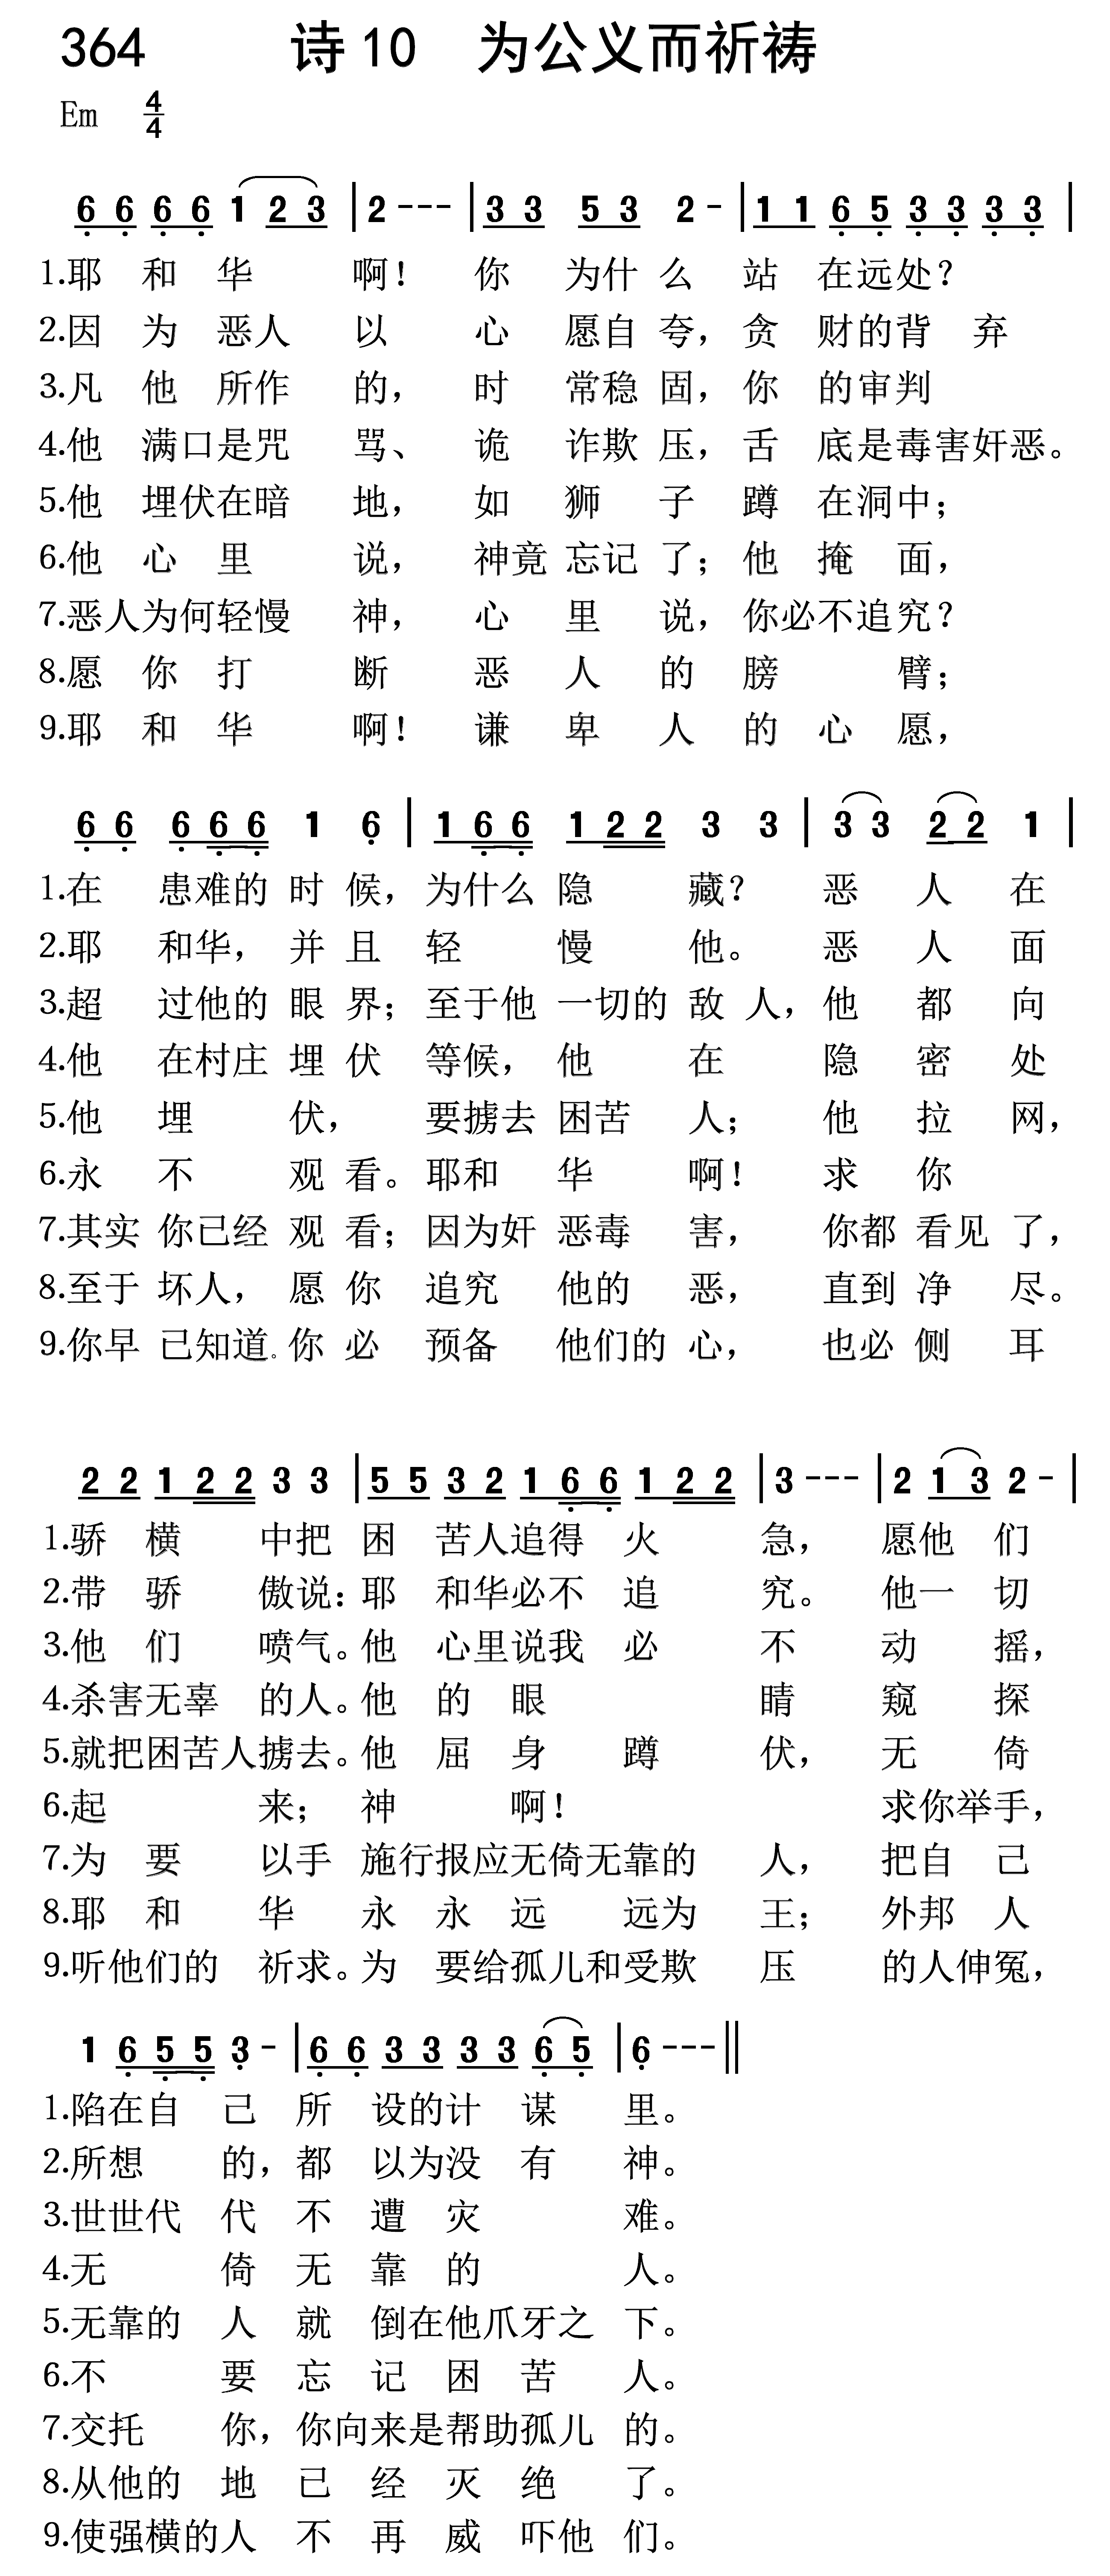 364 诗10 为公义而祈祷
Em 4/4
6 6 6 6 1 2 3 | 2 - - - | 3 3 5 3 2 - | 1 1 6 5 3 3 3 3 |
1.耶 和 华 啊！ 你 为什 么 站 在远处？
2.因 为 恶人 以 心 愿自 夸，贪 财的背 弃
3.凡 他 所作 的， 时 常稳 固，你 的审判
4.他 满口是咒 骂、 诡 诈欺 压，舌 底是毒害奸恶。
5.他 埋伏在暗 地， 如 狮 子 蹲 在洞中；
6.他 心 里 说， 神竟 忘记 了；他 掩 面，
7.恶人为何轻慢 神， 心 里 说，你必不追究？
8.愿 你 打 断 恶 人 的 膀 臂；
9.耶 和 华 啊！ 谦 卑 人 的 心 愿，
6 6 6 6 6 1 6 | 1 6 6 1 2 2 3 3 | 3 3 2 2 1 |
1.在 患难的 时 候，为什么 隐 藏？ 恶 人 在
2.耶 和华，并 且 轻 慢 他。 恶 人 面
3.超 过他的 眼 界；至于他 一切的 敌 人，他 都 向
4.他 在村庄 埋 伏 等候， 他 在 隐 密 处
5.他 埋 伏， 要掳去 困苦 人； 他 拉 网，
6.永 不 观 看。耶和 华 啊！ 求 你
7.其实 你已经 观 看；因为奸 恶毒 害， 你都 看见 了，
8.至于 坏人，愿 你 追究 他的 恶， 直到 净 尽。
9.你早 已知道。你 必 预备 他们的 心， 也必 侧 耳
2 2 1 2 2 3 3 | 5 5 3 2 1 6 6 1 2 2 | 3 - - - | 2 1 3 2 - |
1.骄 横 中把 困 苦人追得 火 急， 愿他 们
2.带 骄 傲说：耶 和华必不 追 究。 他一 切
3.他 们 喷气。他 心里说我 必 不 动 摇，
4.杀害无辜 的人。他 的 眼 睛 窥 探
5.就把困苦人掳去。他 屈 身 蹲 伏， 无 倚
6.起 来； 神 啊！ 求你举手，
7.为 要 以手 施行报应无倚无靠的 人， 把自 己
8.耶 和 华 永 永 远 远为 王； 外邦 人
9.听他们的 祈求。为 要给孤儿和受欺 压 的人伸冤，
1 6 5 5 3 - | 6 6 3 3 3 3 6 5 | 6 - - - ||
1.陷在自 己 所 设的计 谋 里。
2.所想 的，都 以为没 有 神。
3.世世代 代 不 遭 灾 难。
4.无 倚 无 靠 的 人。
5.无靠的 人 就 倒在他爪牙之 下。
6.不 要 忘 记 困 苦 人。
7.交托 你，你向来是帮助孤儿 的。
8.从他的 地 已 经 灭 绝 了。
9.使强横的人 不 再 威 吓他 们。